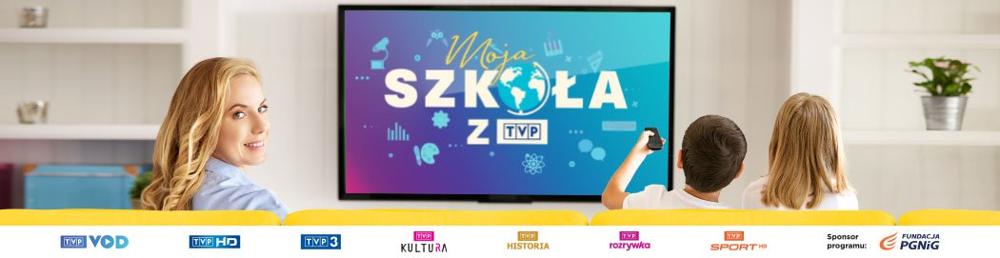 Moja
SZKOŁA
Z TVP
TVP VOD
TVP HD
TVP 3
TVP KULTURA
TVP HISTORIA
TVP rozrywka
TVP SPORT HD
Sponsor
programu:
FUNDACJA
PGNiG